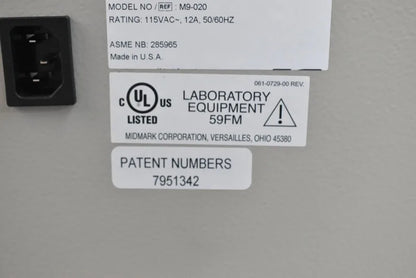 MODEL NO / REF : M9-020
RATING: 115VAC~, 12A, 50/60HZ
ASME NB: 285965
Made in U.S.A.
061-0729-00 REV.
C UL US
LISTED
LABORATORY
EQUIPMENT
59FM
MIDMARK CORPORATION, VERSAILLES, OHIO 45380
PATENT NUMBERS
7951342